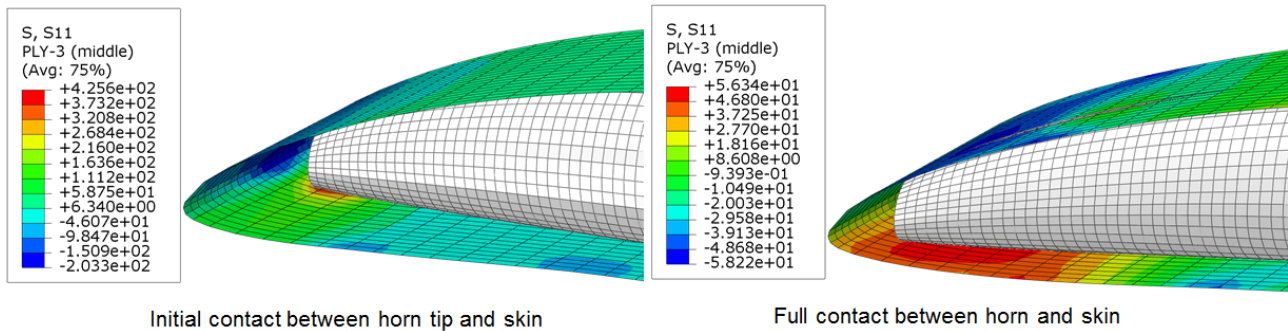 S, S11
PLY-3 (middle)
(Avg: 75%)
+4.256e+02
+3.732e+02
+3.208e+02
+2.684e+02
+2.160e+02
+1.636e+02
+1.112e+02
+5.875e+01
+6.340e+00
-4.607e+01
-9.847e+01
-1.509e+02
-2.033e+02
Initial contact between horn tip and skin
S, S11
PLY-3 (middle)
(Avg: 75%)
+5.634e+01
+4.680e+01
+3.725e+01
+2.770e+01
+1.816e+01
+8.608e+00
-9.393e-01
-1.049e+01
-2.003e+01
-2.958e+01
-3.913e+01
-4.868e+01
-5.822e+01
Full contact between horn and skin